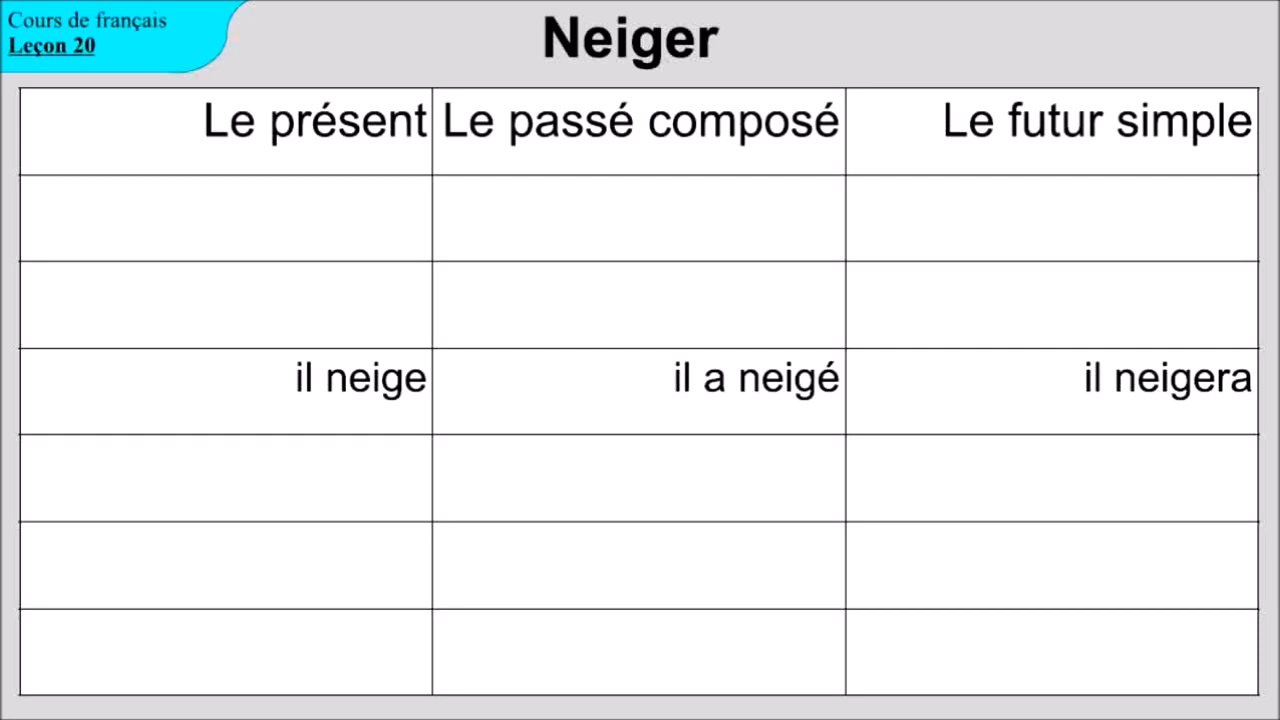 Cours de français
Leçon 20
Neiger
Le présent Le passé composé Le futur simple
il neige il a neigé il neigera